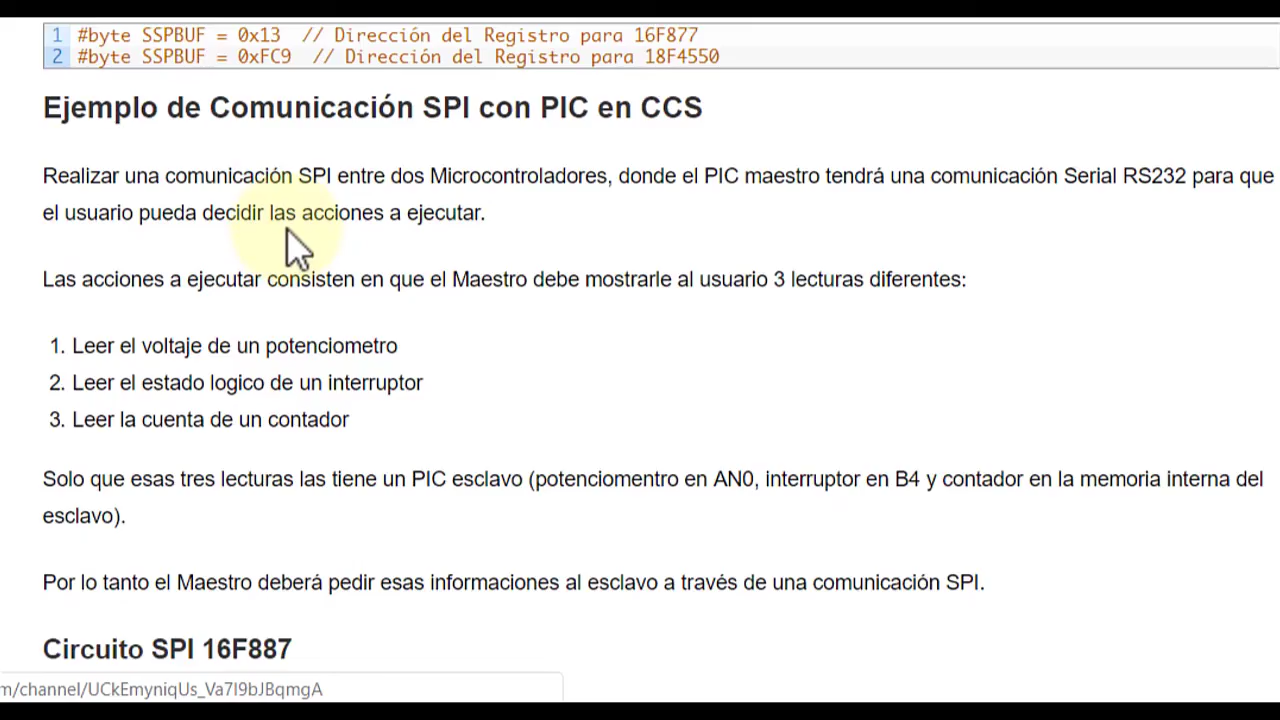 1 #byte SSPBUF = 0x13 // Dirección del Registro para 16F877
2 #byte SSPBUF = 0xFC9 // Dirección del Registro para 18F4550
Ejemplo de Comunicación SPI con PIC en CCS
Realizar una comunicación SPI entre dos Microcontroladores, donde el PIC maestro tendrá una comunicación Serial RS232 para que
el usuario pueda decidir las acciones a ejecutar.
Las acciones a ejecutar consisten en que el Maestro debe mostrarle al usuario 3 lecturas diferentes:
1. Leer el voltaje de un potenciometro
2. Leer el estado logico de un interruptor
3. Leer la cuenta de un contador
Solo que esas tres lecturas las tiene un PIC esclavo (potenciomentro en AN0, interruptor en B4 y contador en la memoria interna del
esclavo).
Por lo tanto el Maestro deberá pedir esas informaciones al esclavo a través de una comunicación SPI.
Circuito SPI 16F887
m/channel/UCkEmyniqUs_Va7I9bJBqmgA